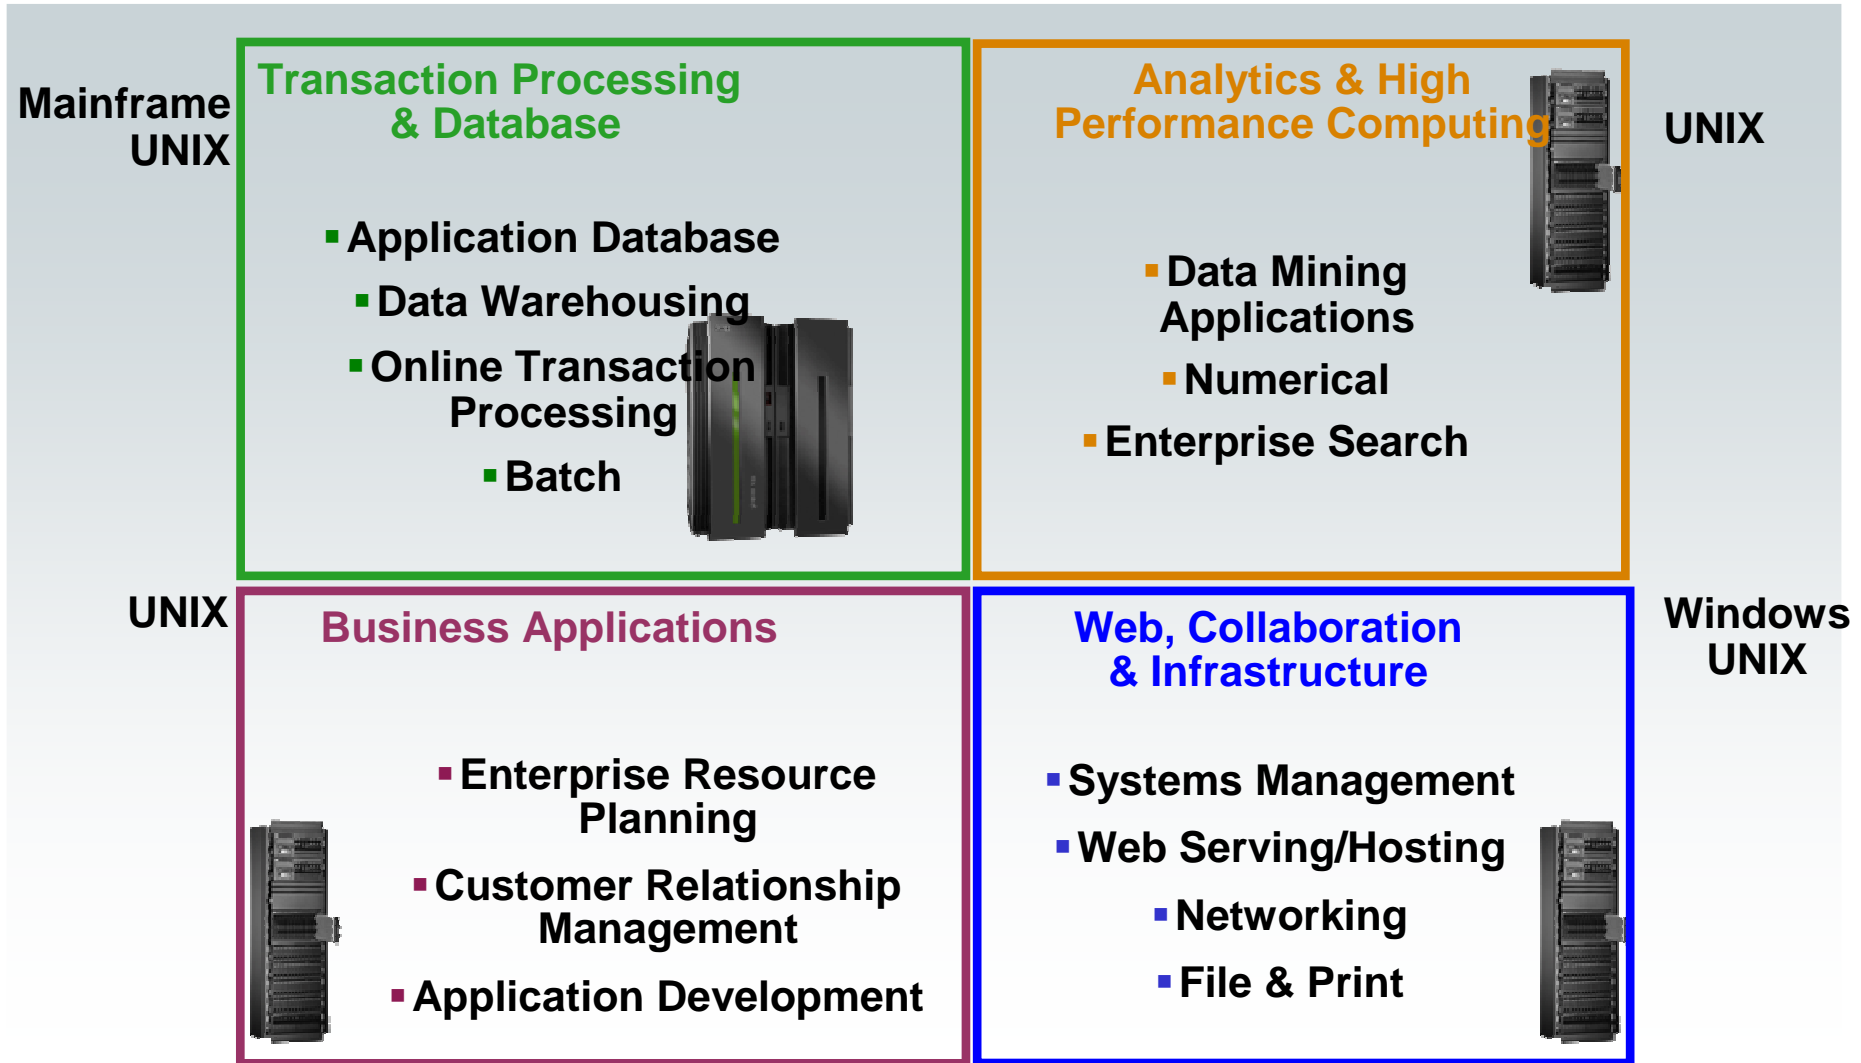 Mainframe
UNIX
Transaction Processing
& Database
▪Application Database
▪Data Warehousing
▪Online Transaction
Processing
▪Batch
Analytics & High
Performance Computing
▪Data Mining
Applications
▪Numerical
▪Enterprise Search
UNIX
UNIX
Business Applications
▪Enterprise Resource
Planning
▪Customer Relationship
Management
▪Application Development
Web, Collaboration
& Infrastructure
▪Systems Management
▪Web Serving/Hosting
▪Networking
▪File & Print
Windows
UNIX